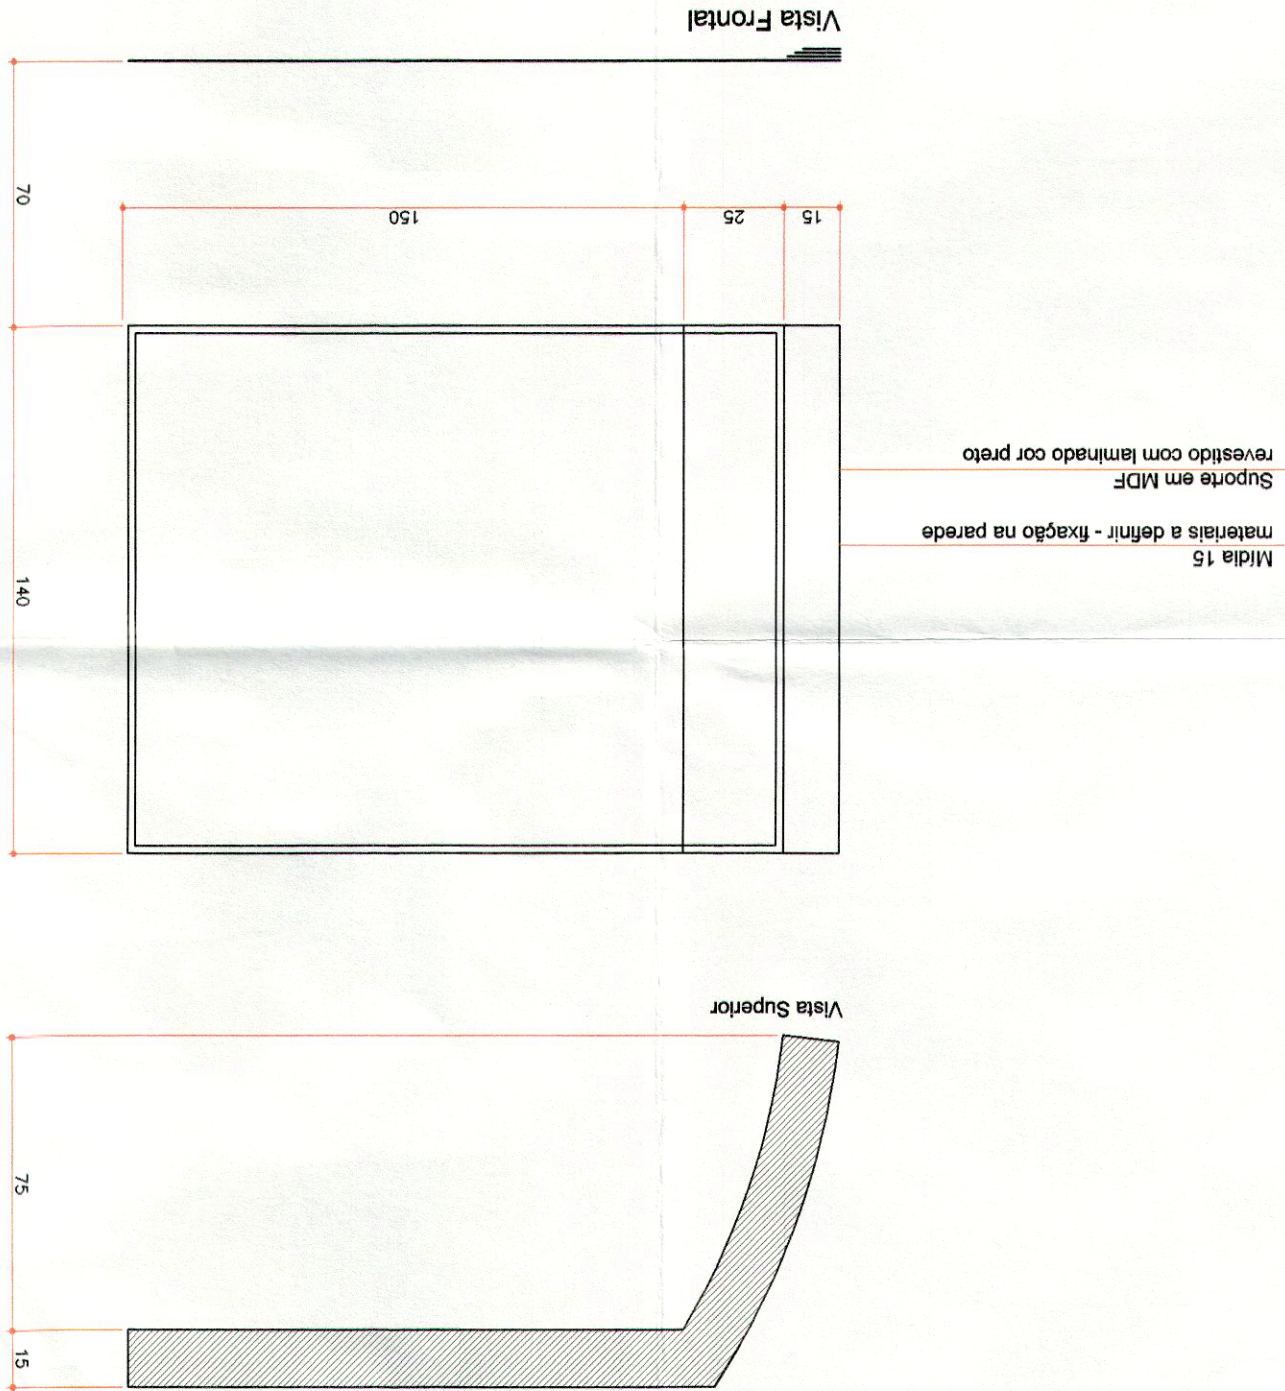 15
75
Vista Superior
140
Mídia 15
materiais a definir - fixação na parede
Suporte em MDF
revestido com laminado cor preto
15 25 150
70
Vista Frontal